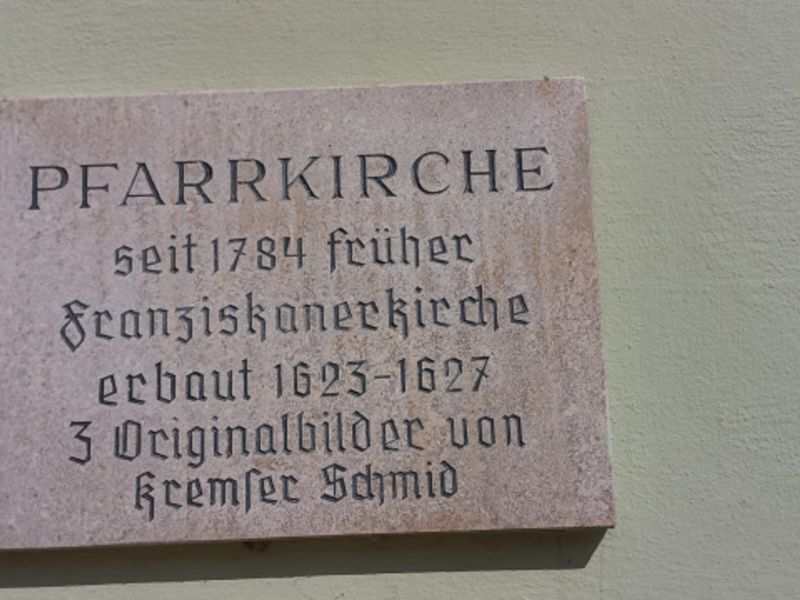 PFARRKIRCHE
seit 1784 früher
Franziskanerkirche
erbaut 1623-1627
3 Originalbilder von
Kremſer Schmid